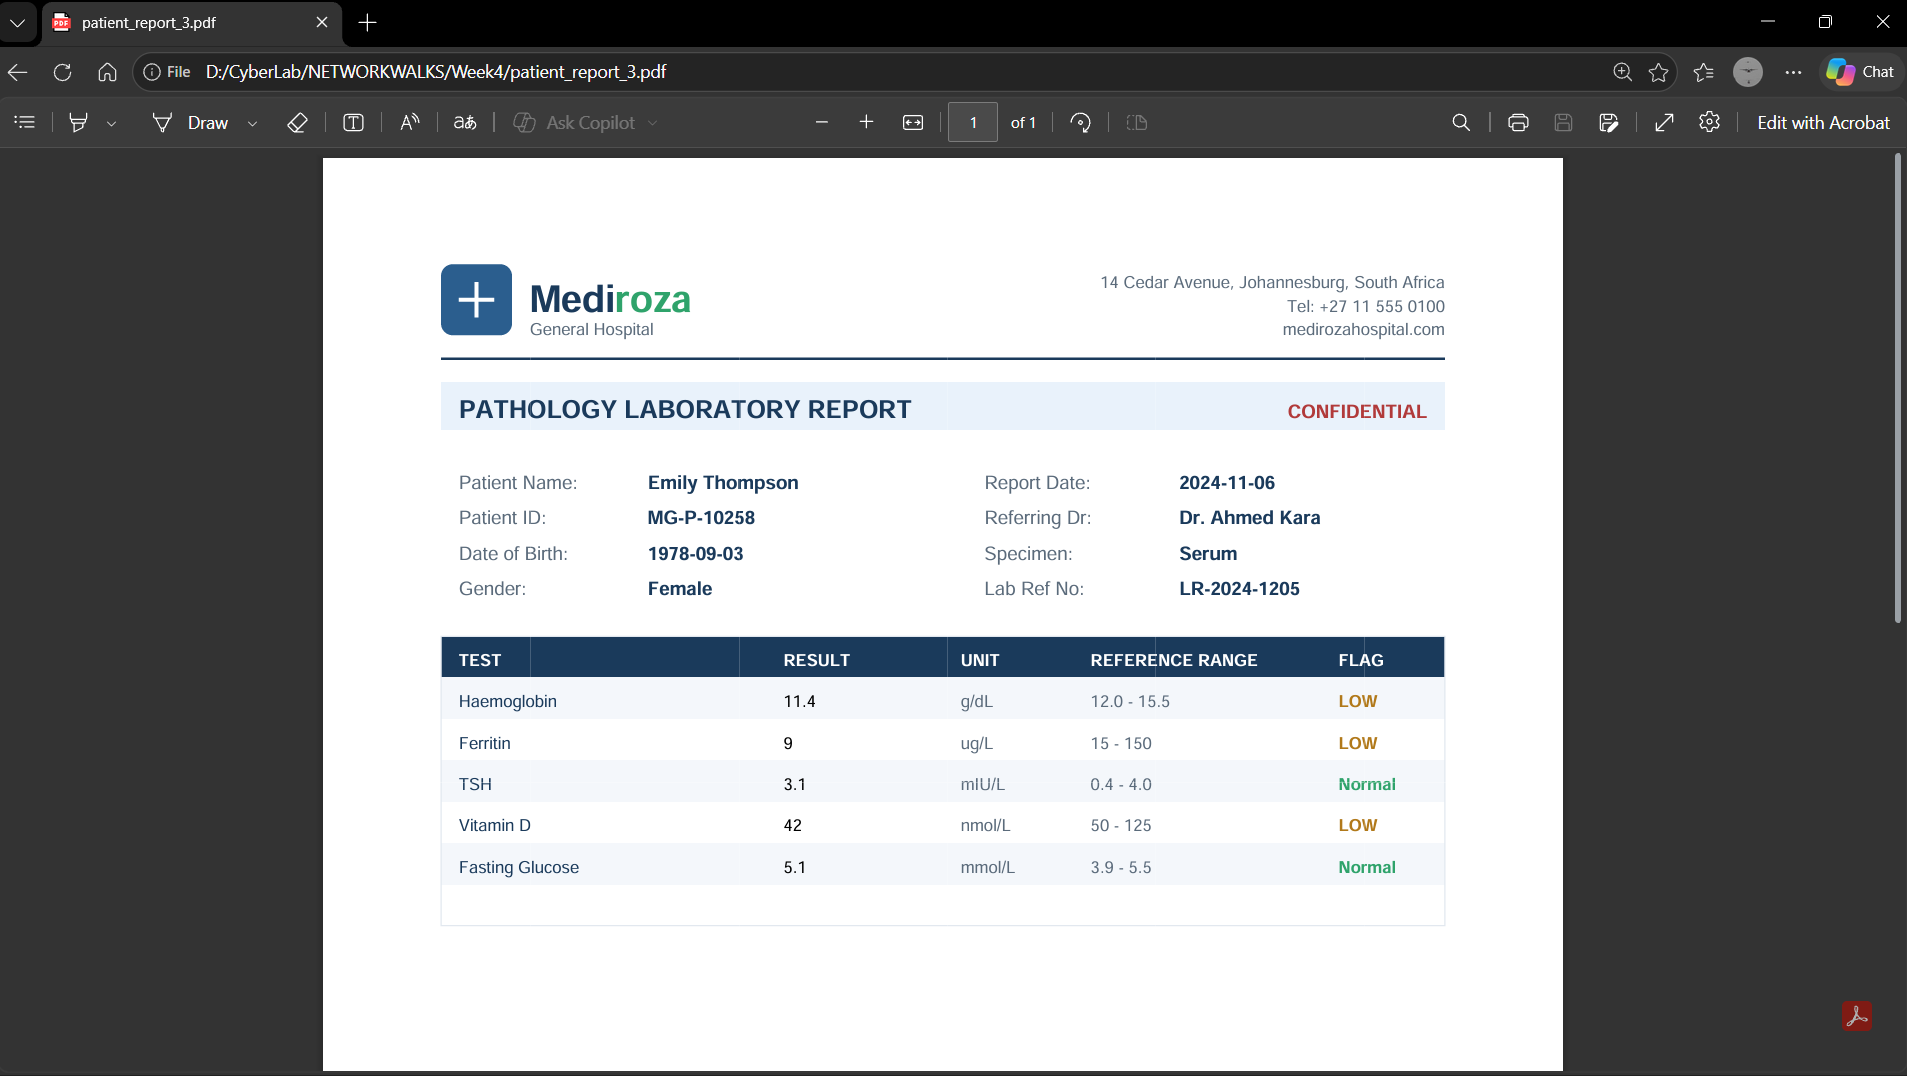 patient_report_3.pdf
File D:/CyberLab/NETWORKWALKS/Week4/patient_report_3.pdf
Chat
Draw
aあ
Ask Copilot
1 of 1
Edit with Acrobat
Mediroza
General Hospital
14 Cedar Avenue, Johannesburg, South Africa
Tel: +27 11 555 0100
medirozahospital.com
PATHOLOGY LABORATORY REPORT CONFIDENTIAL
Patient Name: Emily Thompson Report Date: 2024-11-06
Patient ID: MG-P-10258 Referring Dr: Dr. Ahmed Kara
Date of Birth: 1978-09-03 Specimen: Serum
Gender: Female Lab Ref No: LR-2024-1205
TEST RESULT UNIT REFERENCE RANGE FLAG
Haemoglobin 11.4 g/dL 12.0 - 15.5 LOW
Ferritin 9 ug/L 15 - 150 LOW
TSH 3.1 mIU/L 0.4 - 4.0 Normal
Vitamin D 42 nmol/L 50 - 125 LOW
Fasting Glucose 5.1 mmol/L 3.9 - 5.5 Normal